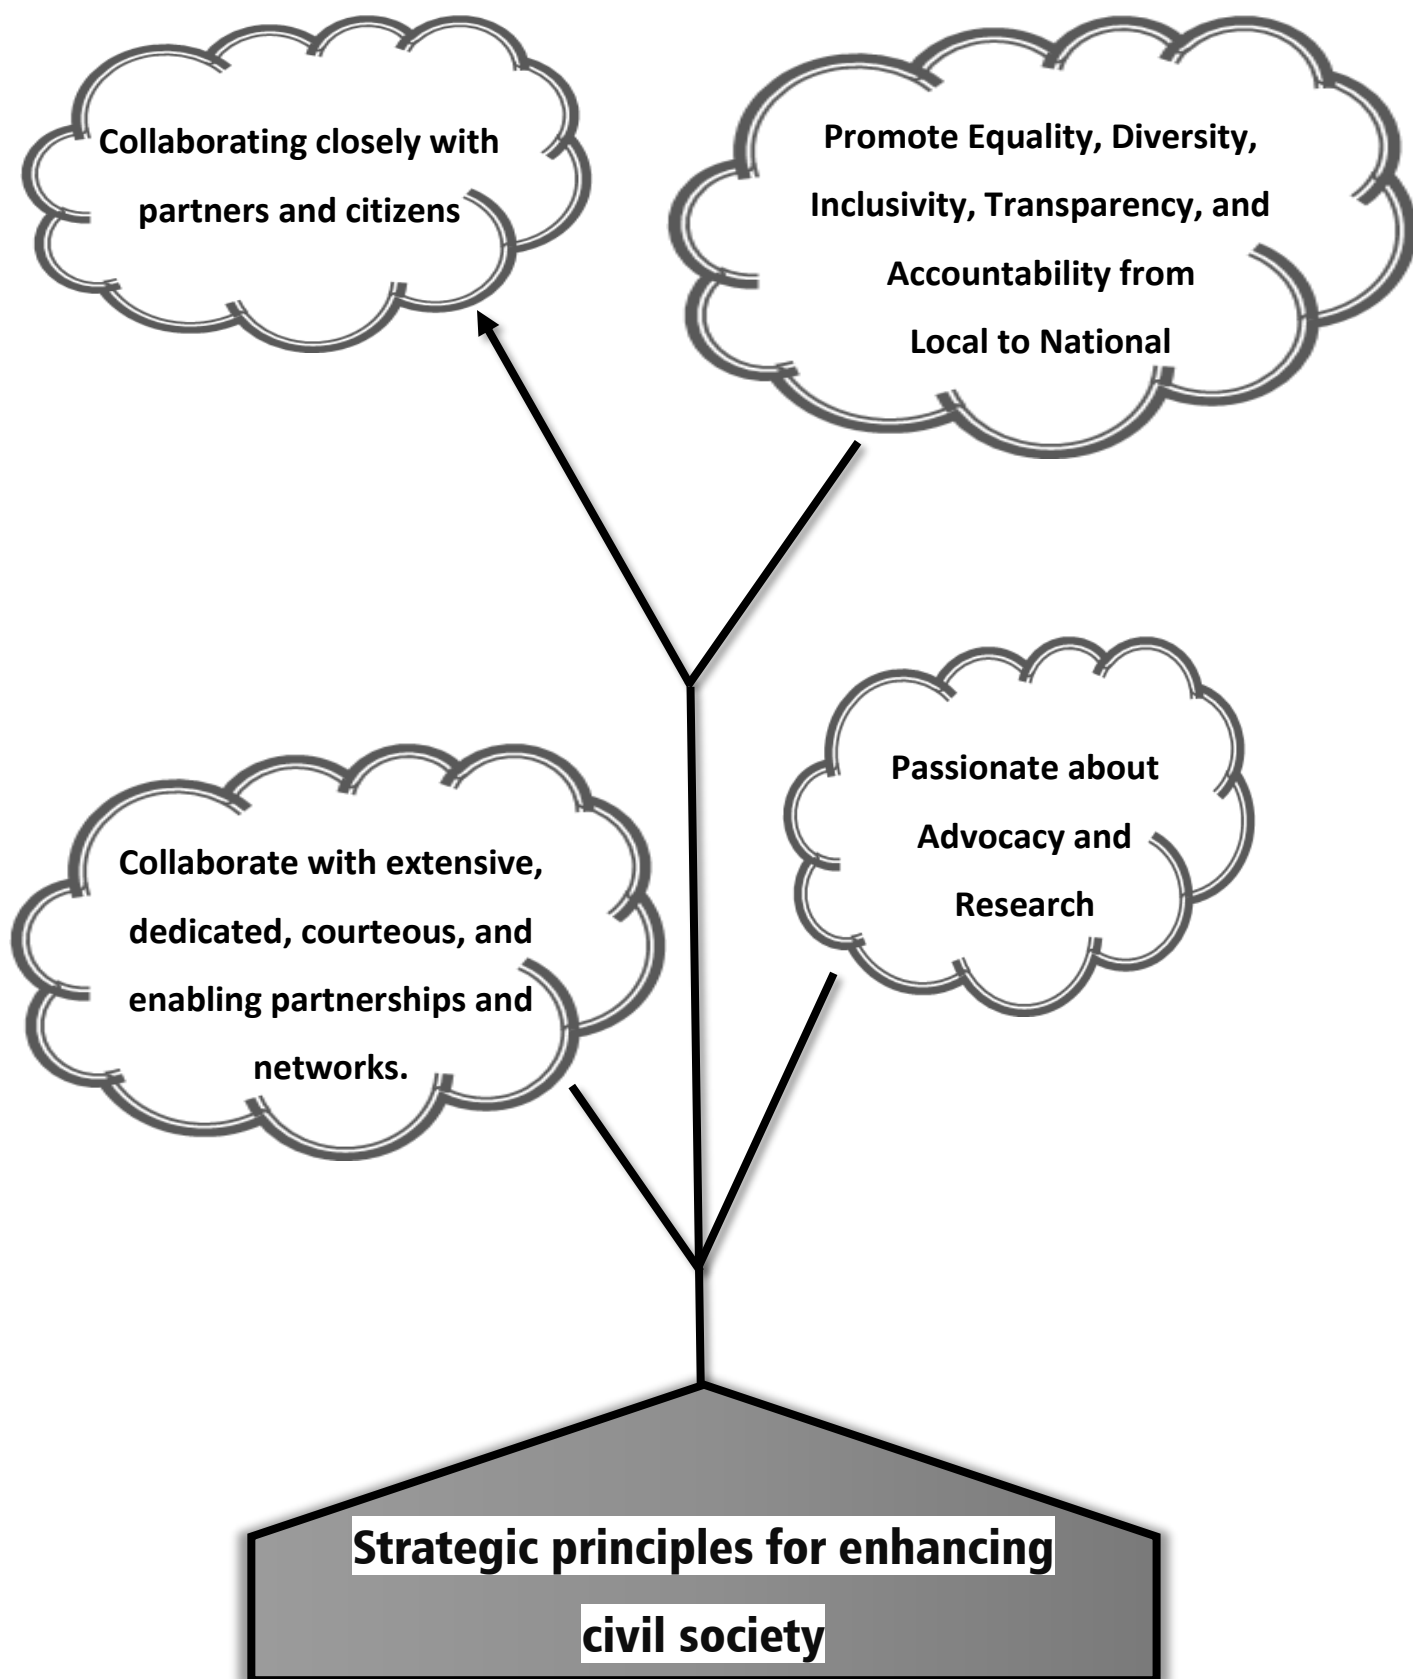 Collaborating closely with
partners and citizens
Promote Equality, Diversity,
Inclusivity, Transparency, and
Accountability from
Local to National
Passionate about
Advocacy and
Research
Collaborate with extensive,
dedicated, courteous, and
enabling partnerships and
networks.
Strategic principles for enhancing
civil society